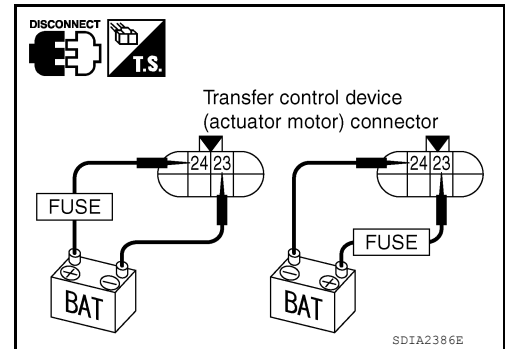 DISCONNECT
T.S.
Transfer control device
(actuator motor) connector
24 23
24 23
FUSE
FUSE
+ −
+ −
BAT
BAT
SDIA2386E